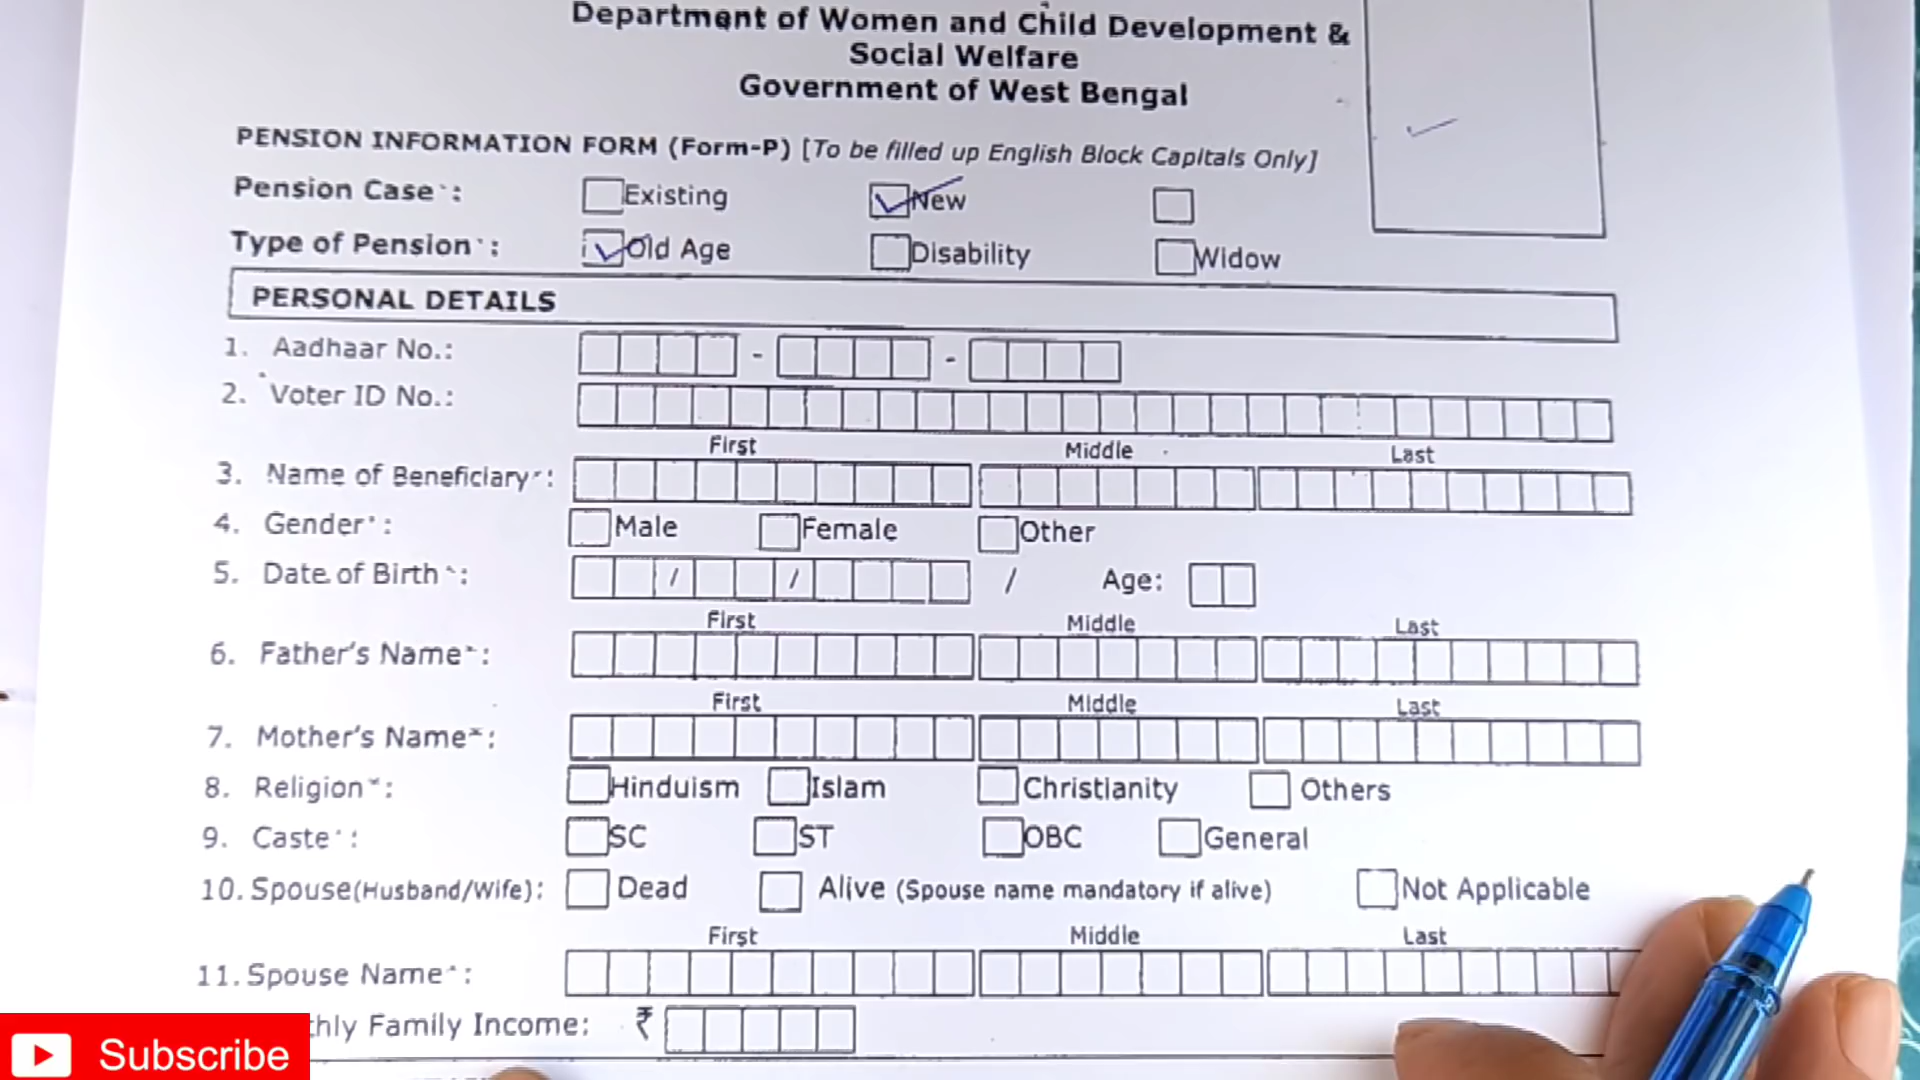 Department of Women and Child Development &
Social Welfare
Government of West Bengal
PENSION INFORMATION FORM (Form-P) [To be filled up English Block Capitals Only]
Pension Case*: Existing New
Type of Pension*: Old Age Disability Widow
PERSONAL DETAILS
1. Aadhaar No.: - -
2. Voter ID No.:
First Middle Last
3. Name of Beneficiary*:
4. Gender*: Male Female Other
5. Date of Birth*: / / / Age:
First Middle Last
6. Father's Name*:
First Middle Last
7. Mother's Name*:
8. Religion*: Hinduism Islam Christianity Others
9. Caste*: SC ST OBC General
10. Spouse(Husband/Wife): Dead Alive (Spouse name mandatory if alive) Not Applicable
First Middle Last
11. Spouse Name*:
hly Family Income: ₹
Subscribe